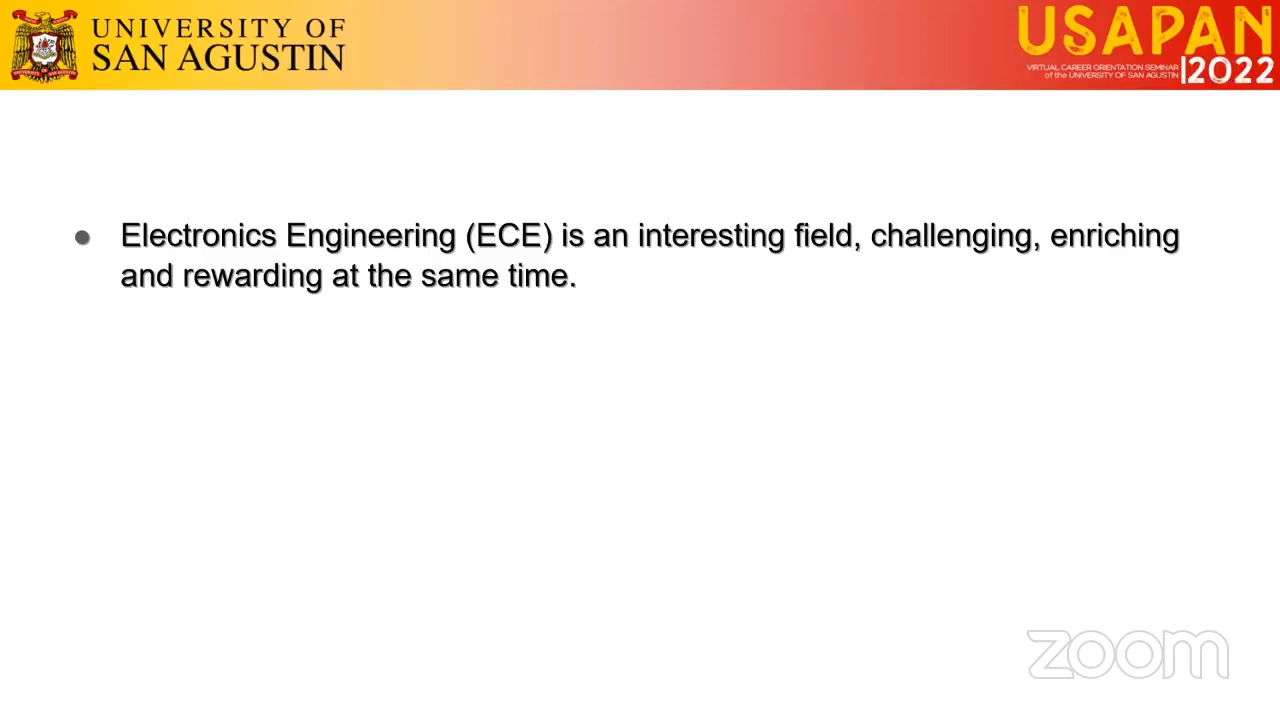 UNIVERSITY OF
SAN AGUSTIN
USAPAN
VIRTUAL CAREER ORIENTATION SEMINAR
of the UNIVERSITY OF SAN AGUSTIN
|2022
● Electronics Engineering (ECE) is an interesting field, challenging, enriching
and rewarding at the same time.
zoom